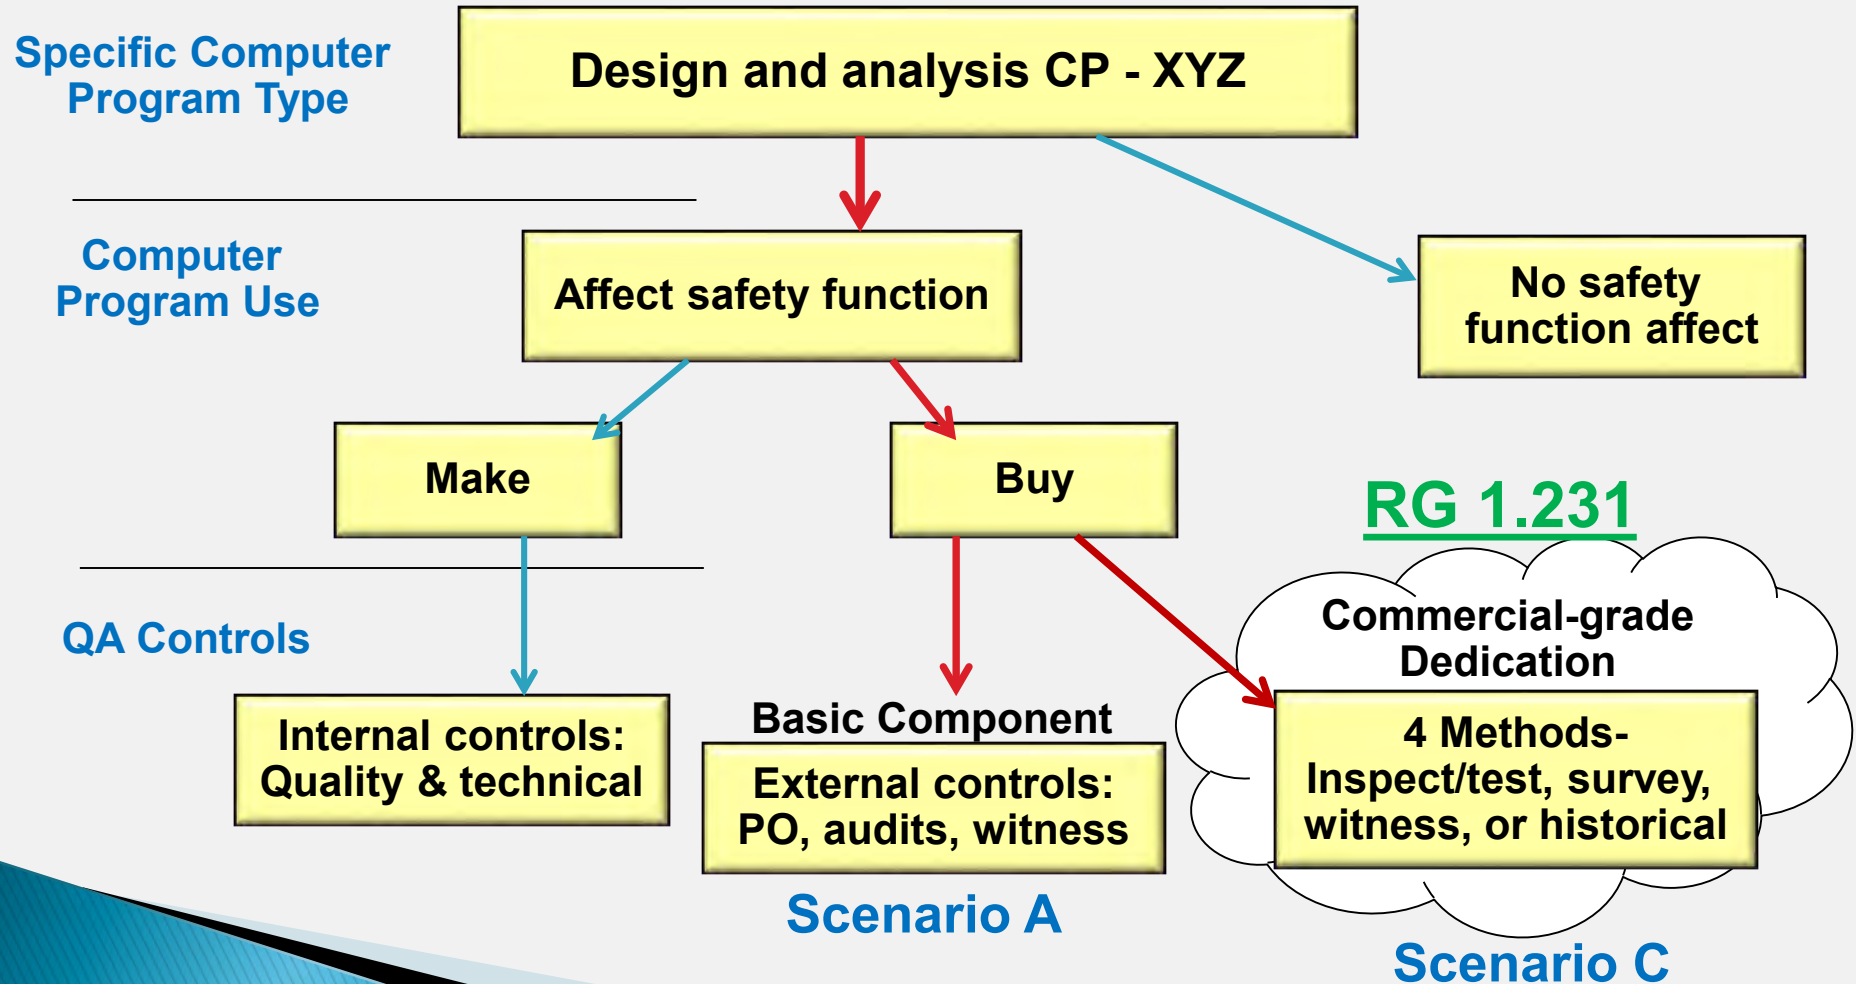 Specific Computer
Program Type
Design and analysis CP - XYZ
Computer
Program Use
Affect safety function
No safety
function affect
Make
Buy
RG 1.231
QA Controls
Internal controls:
Quality & technical
Basic Component
External controls:
PO, audits, witness
Scenario A
Commercial-grade
Dedication
4 Methods-
Inspect/test, survey,
witness, or historical
Scenario C